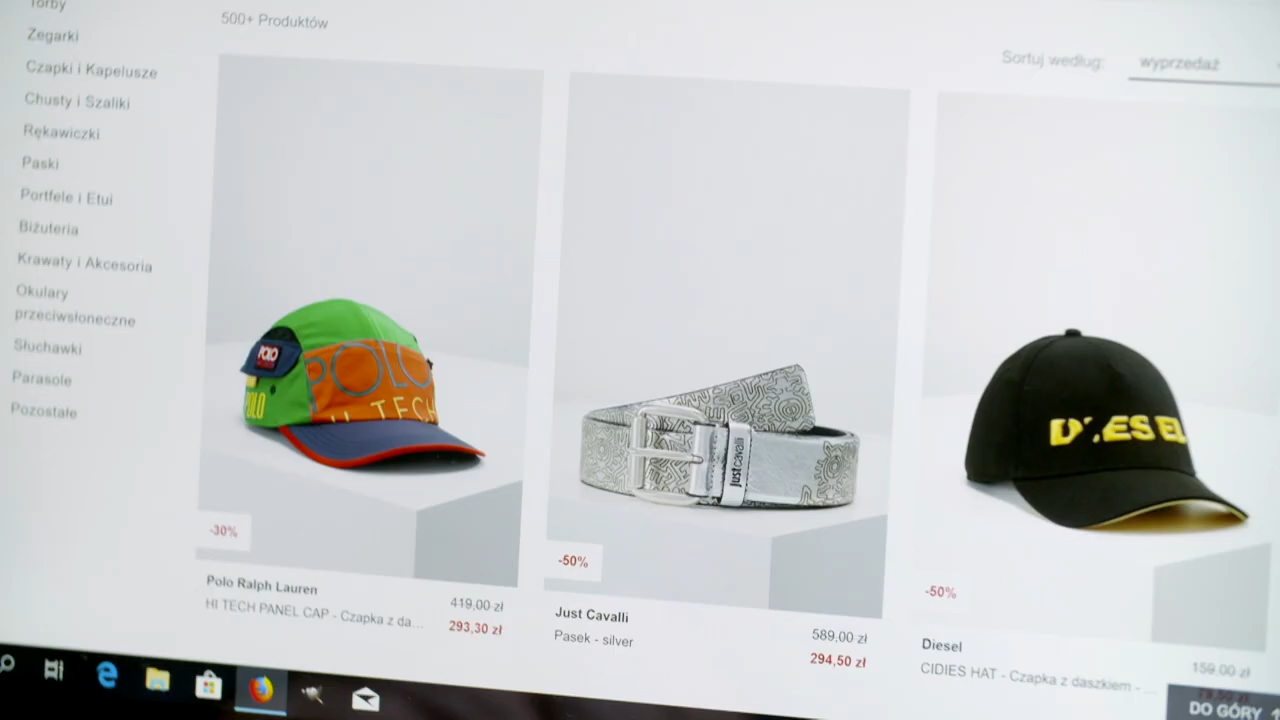 Torby
Zegarki
Czapki i Kapelusze
Chusty i Szaliki
Rękawiczki
Paski
Portfele i Etui
Biżuteria
Krawaty i Akcesoria
Okulary
przeciwsłoneczne
Słuchawki
Parasole
Pozostałe
500+ Produktów
Sortuj według:
wyprzedaż
POLO
POLO
POLO
HI TECH
-30%
Polo Ralph Lauren
HI TECH PANEL CAP - Czapka z da...
419,00 zł
293,30 zł
just cavalli
-50%
Just Cavalli
Pasek - silver
589,00 zł
294,50 zł
DIESEL
-50%
Diesel
CIDIES HAT - Czapka z daszkiem - ...
159,00 zł
DO GÓRY